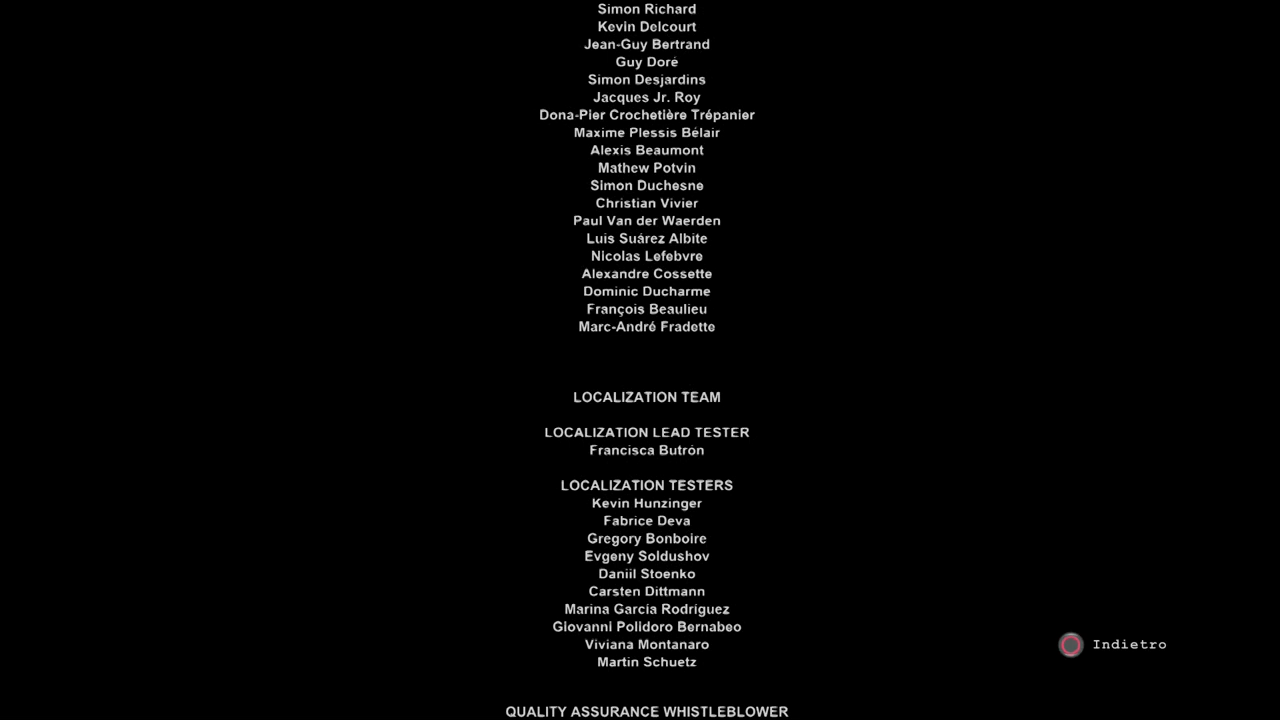 Simon Richard
Kevin Delcourt
Jean-Guy Bertrand
Guy Doré
Simon Desjardins
Jacques Jr. Roy
Dona-Pier Crochetière Trépanier
Maxime Plessis Bélair
Alexis Beaumont
Mathew Potvin
Simon Duchesne
Christian Vivier
Paul Van der Waerden
Luis Suárez Albite
Nicolas Lefebvre
Alexandre Cossette
Dominic Ducharme
François Beaulieu
Marc-André Fradette
LOCALIZATION TEAM
LOCALIZATION LEAD TESTER
Francisca Butrón
LOCALIZATION TESTERS
Kevin Hunzinger
Fabrice Deva
Gregory Bonboire
Evgeny Soldushov
Daniil Stoenko
Carsten Dittmann
Marina García Rodríguez
Giovanni Polidoro Bernabeo
Viviana Montanaro
Indietro
Martin Schuetz
QUALITY ASSURANCE WHISTLEBLOWER